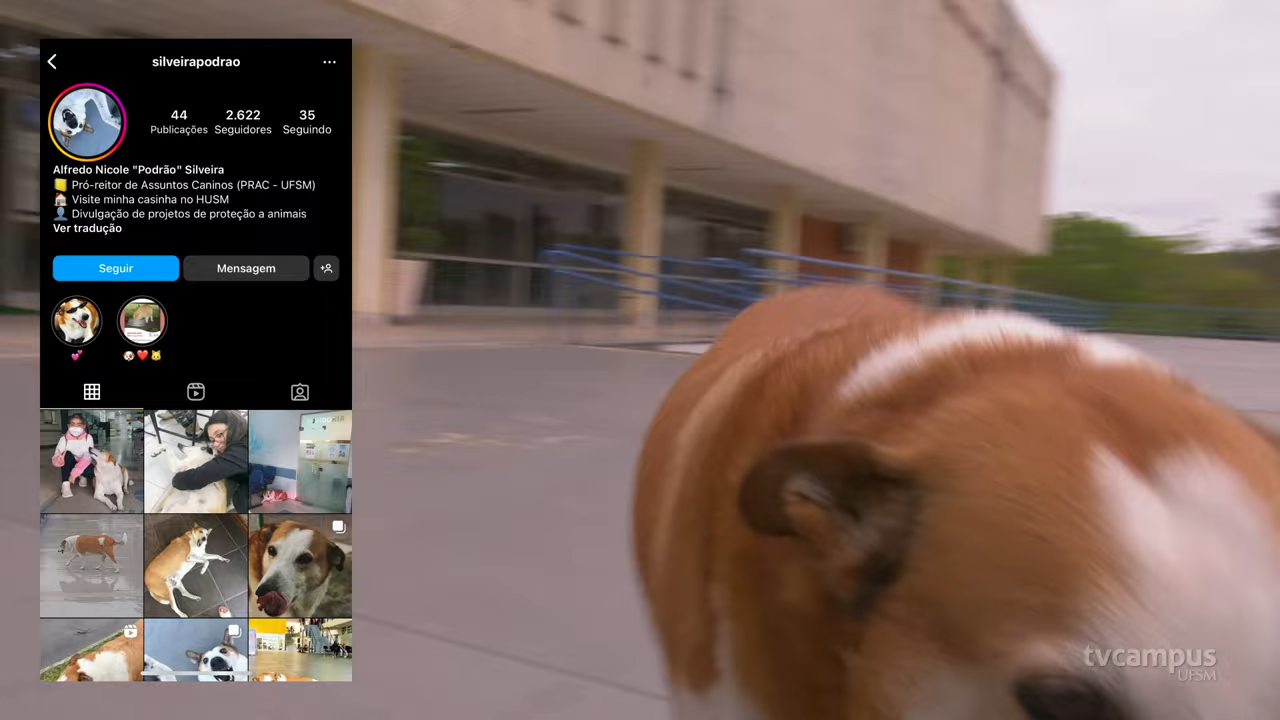 silveirapodrao
44 2.622 35
Publicações Seguidores Seguindo
Alfredo Nicole "Podrão" Silveira
Pró-reitor de Assuntos Caninos (PRAC - UFSM)
Visite minha casinha no HUSM
Divulgação de projetos de proteção a animais
Ver tradução
Seguir Mensagem
tvcampus
UFSM